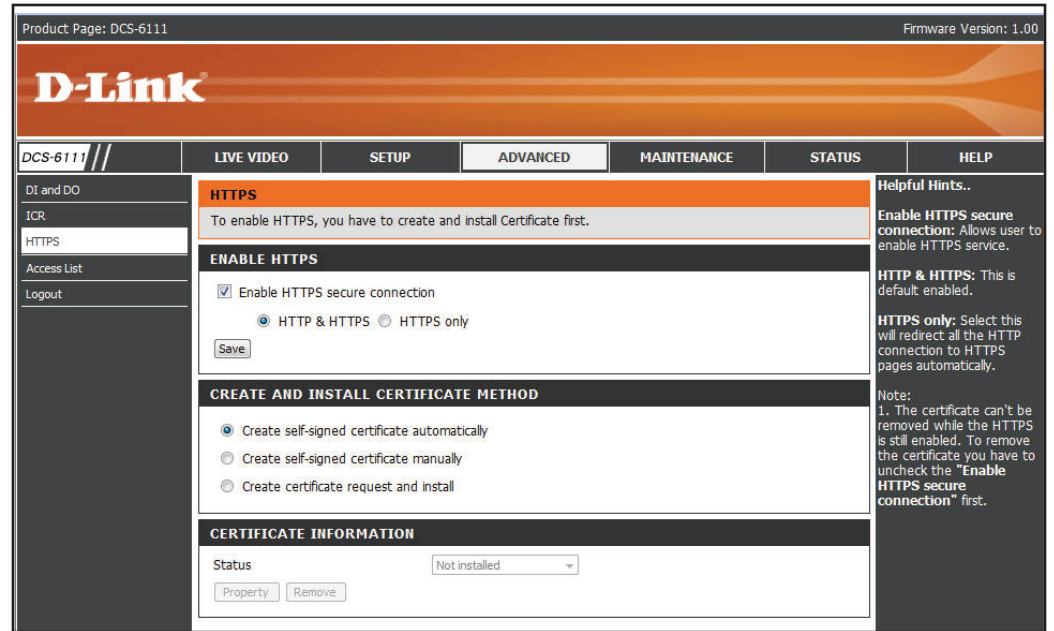 Product Page: DCS-6111
Firmware Version: 1.00
D-Link
DCS-6111
LIVE VIDEO
SETUP
ADVANCED
MAINTENANCE
STATUS
HELP
DI and DO
ICR
HTTPS
Access List
Logout
HTTPS
To enable HTTPS, you have to create and install Certificate first.
ENABLE HTTPS
Enable HTTPS secure connection
HTTP & HTTPS
HTTPS only
Save
CREATE AND INSTALL CERTIFICATE METHOD
Create self-signed certificate automatically
Create self-signed certificate manually
Create certificate request and install
CERTIFICATE INFORMATION
Status
Not installed
Property
Remove
Helpful Hints..
Enable HTTPS secure
connection: Allows user to
enable HTTPS service.
HTTP & HTTPS: This is
default enabled.
HTTPS only: Select this
will redirect all the HTTP
connection to HTTPS
pages automatically.
Note:
1. The certificate can't be
removed while the HTTPS
is still enabled. To remove
the certificate you have to
uncheck the "Enable
HTTPS secure
connection" first.